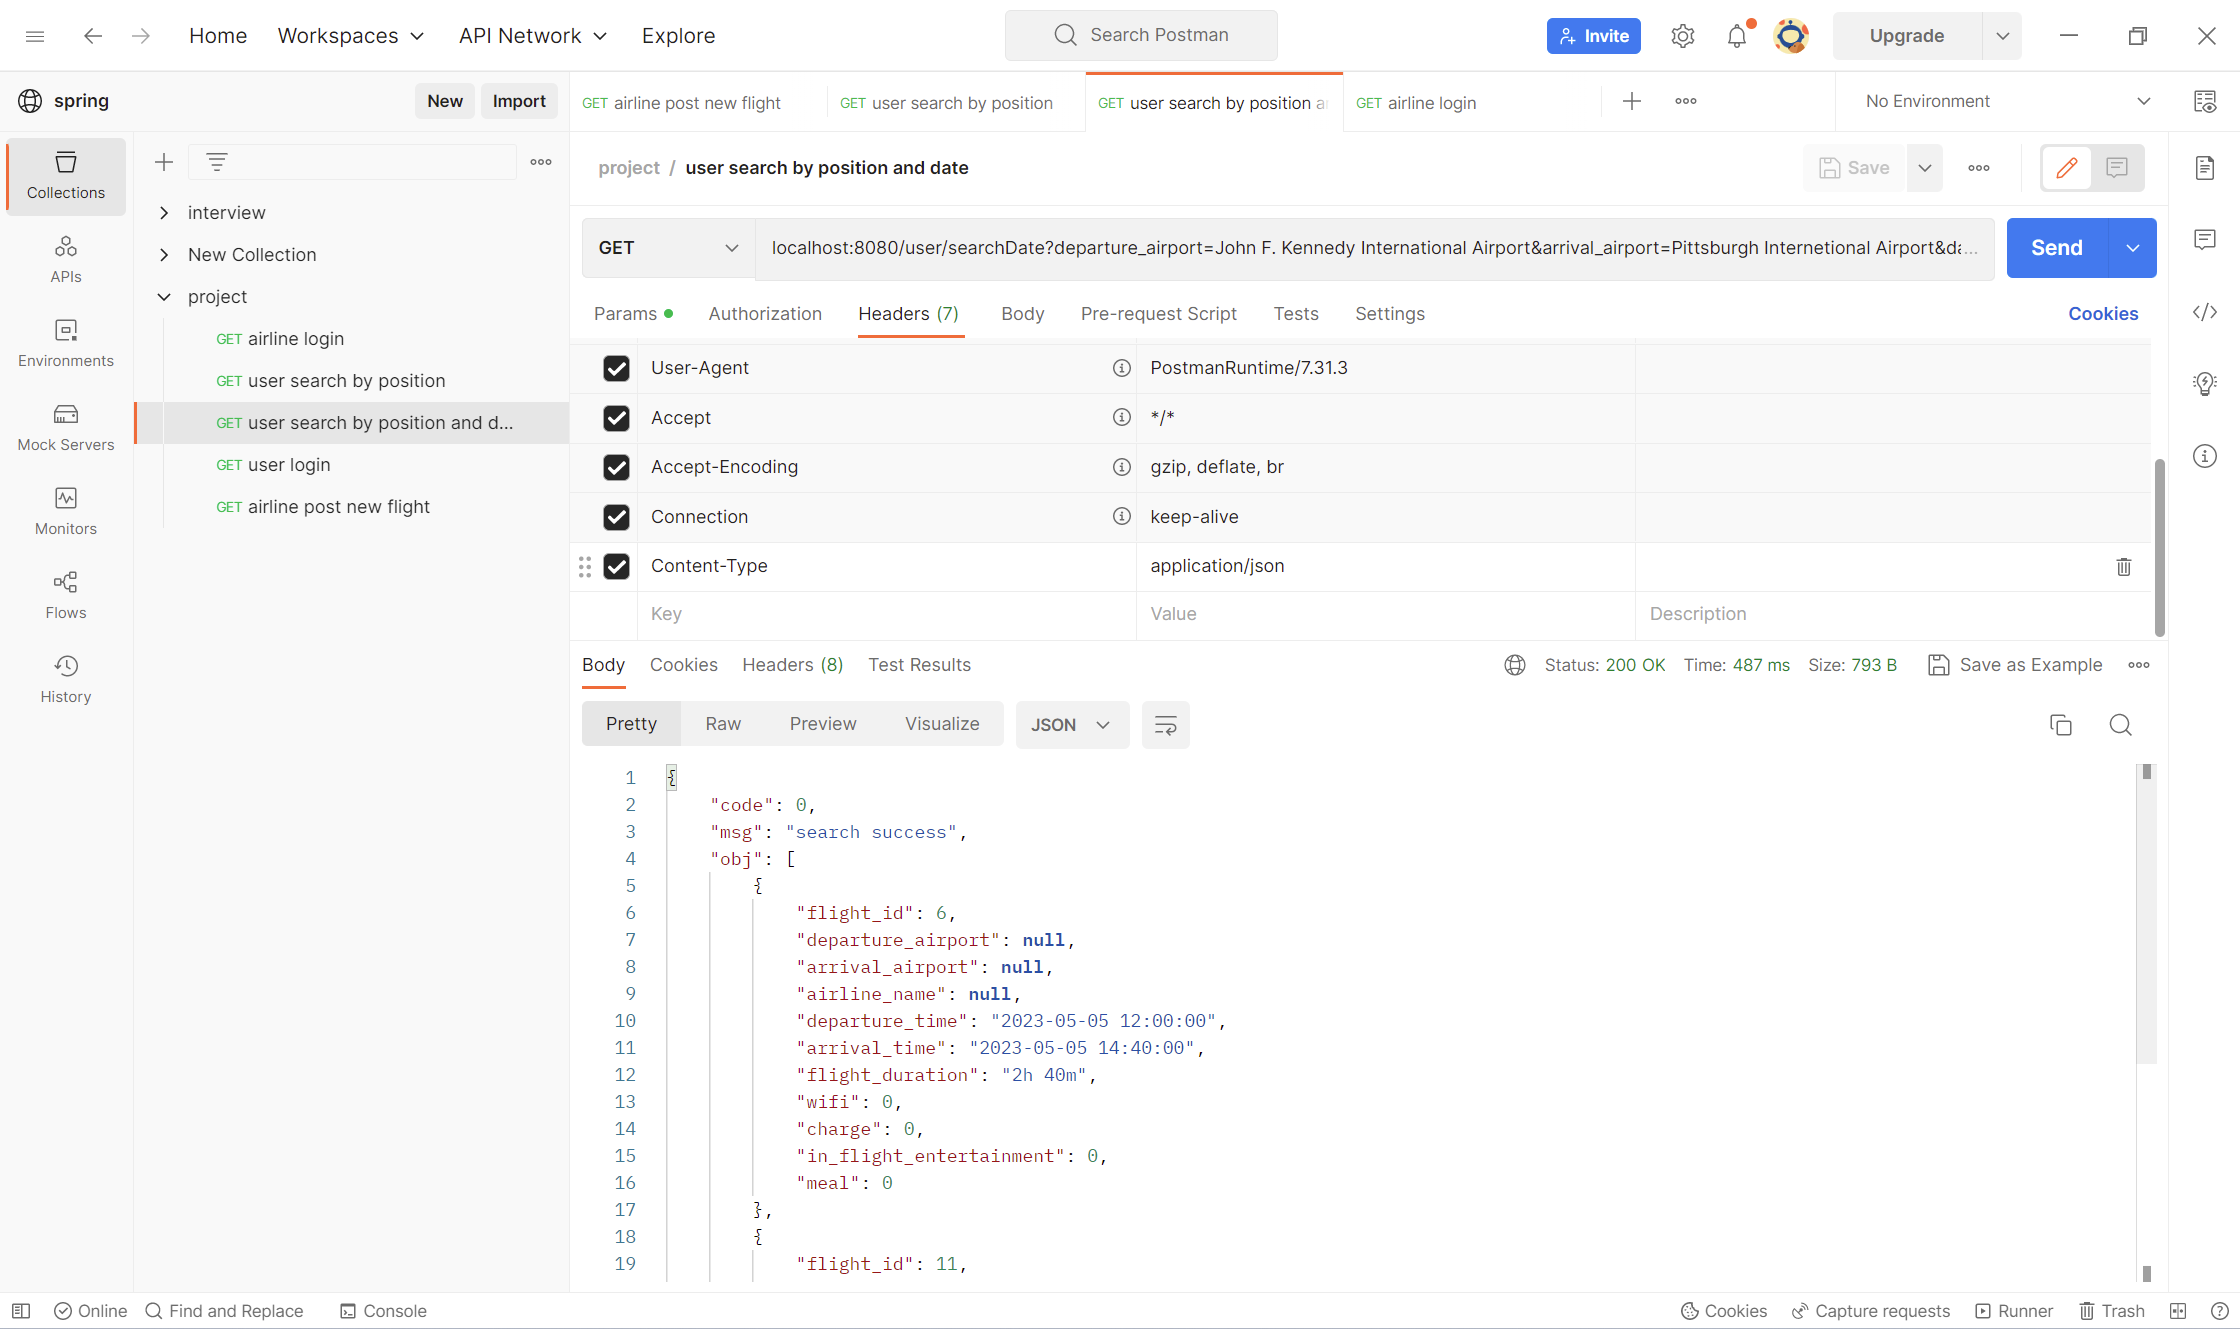 Home
Workspaces
API Network
Explore
Search Postman
Invite
Upgrade
spring
New
Import
GET airline post new flight
GET user search by position
GET user search by position a
GET airline login
No Environment
Collections
APIs
Environments
Mock Servers
Monitors
Flows
History
interview
New Collection
project
GET airline login
GET user search by position
GET user search by position and d...
GET user login
GET airline post new flight
project / user search by position and date
Save
GET
localhost:8080/user/searchDate?departure_airport=John F. Kennedy International Airport&arrival_airport=Pittsburgh Internetional Airport&da...
Send
Params
Authorization
Headers (7)
Body
Pre-request Script
Tests
Settings
Cookies
User-Agent PostmanRuntime/7.31.3
Accept */*
Accept-Encoding gzip, deflate, br
Connection keep-alive
Content-Type application/json
Key Value Description
Body
Cookies
Headers (8)
Test Results
Status: 200 OK
Time: 487 ms
Size: 793 B
Save as Example
Pretty
Raw
Preview
Visualize
JSON
1 {
2 "code": 0,
3 "msg": "search success",
4 "obj": [
5 {
6 "flight_id": 6,
7 "departure_airport": null,
8 "arrival_airport": null,
9 "airline_name": null,
10 "departure_time": "2023-05-05 12:00:00",
11 "arrival_time": "2023-05-05 14:40:00",
12 "flight_duration": "2h 40m",
13 "wifi": 0,
14 "charge": 0,
15 "in_flight_entertainment": 0,
16 "meal": 0
17 },
18 {
19 "flight_id": 11,
Online
Find and Replace
Console
Cookies
Capture requests
Runner
Trash